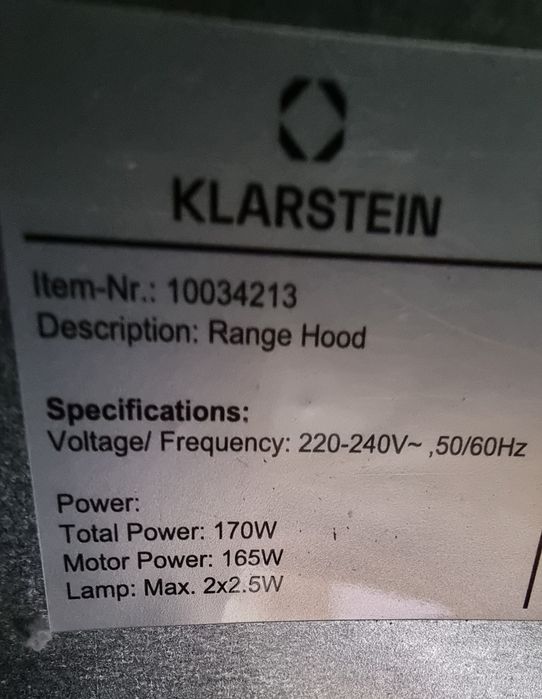 KLARSTEIN
Item-Nr.: 10034213
Description: Range Hood
Specifications:
Voltage/ Frequency: 220-240V~ ,50/60Hz
Power:
Total Power: 170W
Motor Power: 165W
Lamp: Max. 2x2.5W